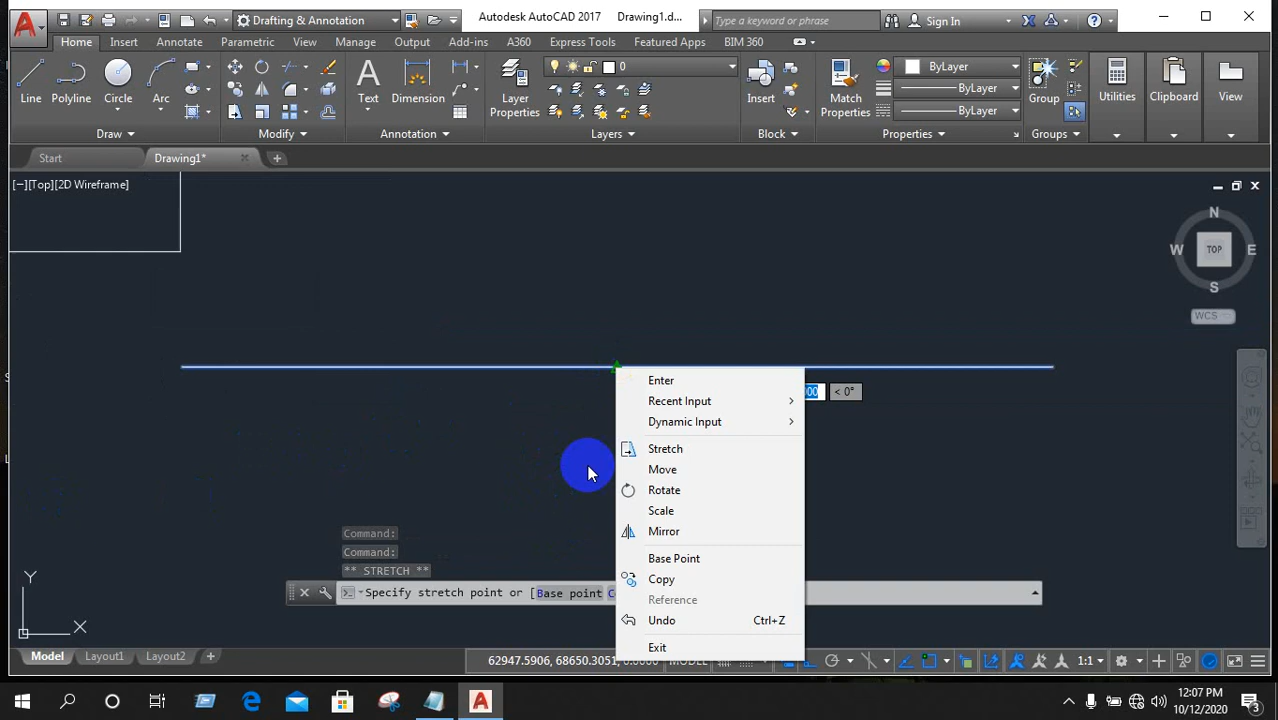 Drafting & Annotation
Autodesk AutoCAD 2017 Drawing1.d...
Type a keyword or phrase
Sign In
Home Insert Annotate Parametric View Manage Output Add-ins A360 Express Tools Featured Apps BIM 360
Line Polyline Circle Arc
Draw
Modify
Text Dimension
Annotation
Layer
Properties
0
Layers
Insert
Block
Match
Properties
ByLayer
ByLayer
ByLayer
Properties
Group
Groups
Utilities
Clipboard
View
Start Drawing1*
[−][Top][2D Wireframe]
N
W TOP E
S
WCS
< 0°
Enter
Recent Input
Dynamic Input
Stretch
Move
Rotate
Scale
Mirror
Base Point
Copy
Reference
Undo Ctrl+Z
Exit
Command:
Command:
** STRETCH **
Specify stretch point or [Base point
Y
X
Model Layout1 Layout2
62947.5906, 68650.3051, 0.0000 MODEL
1:1
12:07 PM
10/12/2020
3